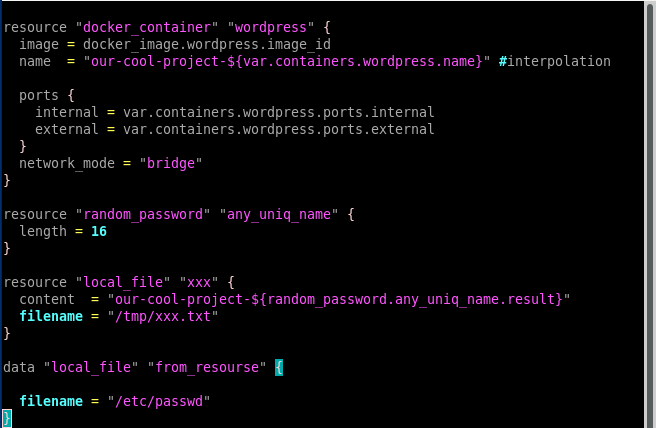 resource "docker_container" "wordpress" {
  image = docker_image.wordpress.image_id
  name  = "our-cool-project-${var.containers.wordpress.name}" #interpolation
  ports {
    internal = var.containers.wordpress.ports.internal
    external = var.containers.wordpress.ports.external
  }
  network_mode = "bridge"
}
resource "random_password" "any_uniq_name" {
  length = 16
}
resource "local_file" "xxx" {
  content  = "our-cool-project-${random_password.any_uniq_name.result}"
  filename = "/tmp/xxx.txt"
}
data "local_file" "from_resourse" {
  filename = "/etc/passwd"
}